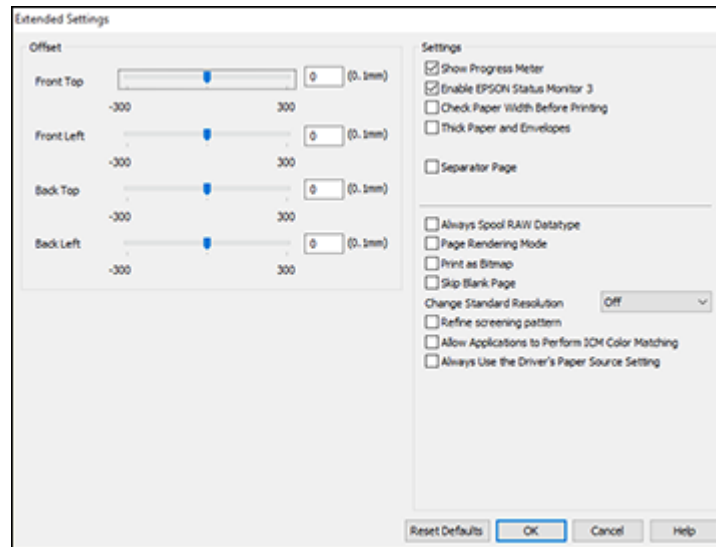 Extended Settings
Offset
Front Top
0
(0.1mm)
-300
300
Front Left
0
(0.1mm)
-300
300
Back Top
0
(0.1mm)
-300
300
Back Left
0
(0.1mm)
-300
300
Settings
Show Progress Meter
Enable EPSON Status Monitor 3
Check Paper Width Before Printing
Thick Paper and Envelopes
Separator Page
Always Spool RAW Datatype
Page Rendering Mode
Print as Bitmap
Skip Blank Page
Change Standard Resolution
Off
Refine screening pattern
Allow Applications to Perform ICM Color Matching
Always Use the Driver's Paper Source Setting
Reset Defaults
OK
Cancel
Help